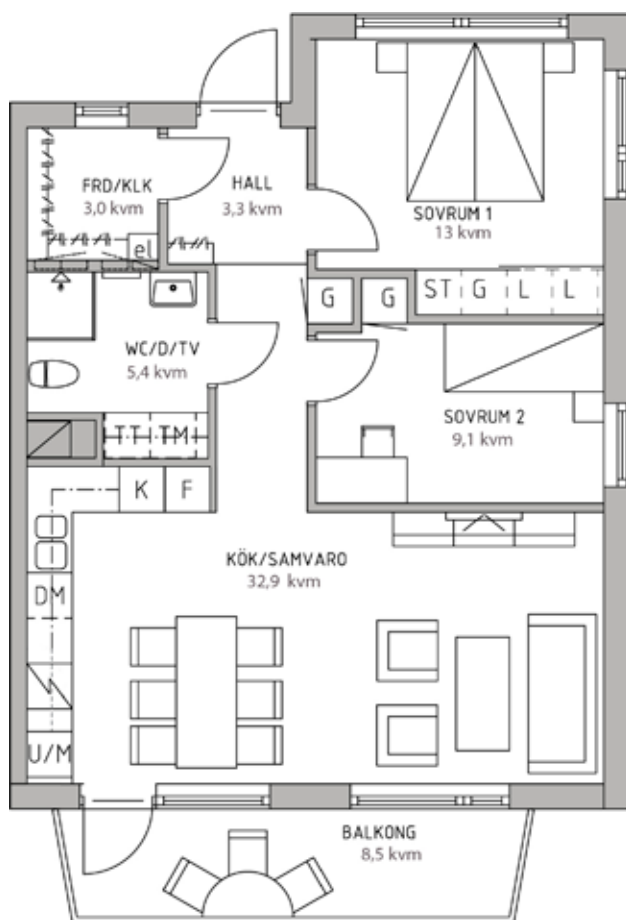 FRD/KLK
3,0 kvm
HALL
3,3 kvm
SOVRUM 1
13 kvm
el
G
G
ST G L L
WC/D/TV
5,4 kvm
SOVRUM 2
9,1 kvm
TT TM
K F
KÖK/SAMVARO
32,9 kvm
DM
U/M
BALKONG
8,5 kvm